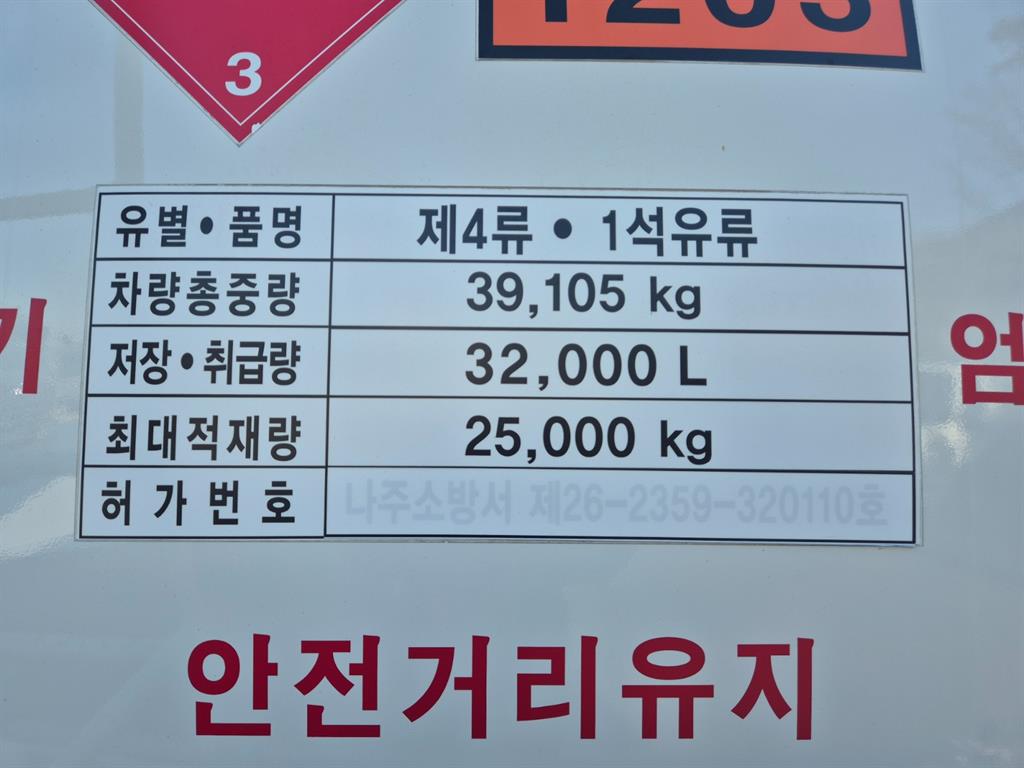 3
1203
유별•품명 제4류 • 1석유류
차량총중량 39,105 kg
저장•취급량 32,000 L
최대적재량 25,000 kg
허가번호 나주소방서 제26-2359-320110호
기
엄
안전거리유지